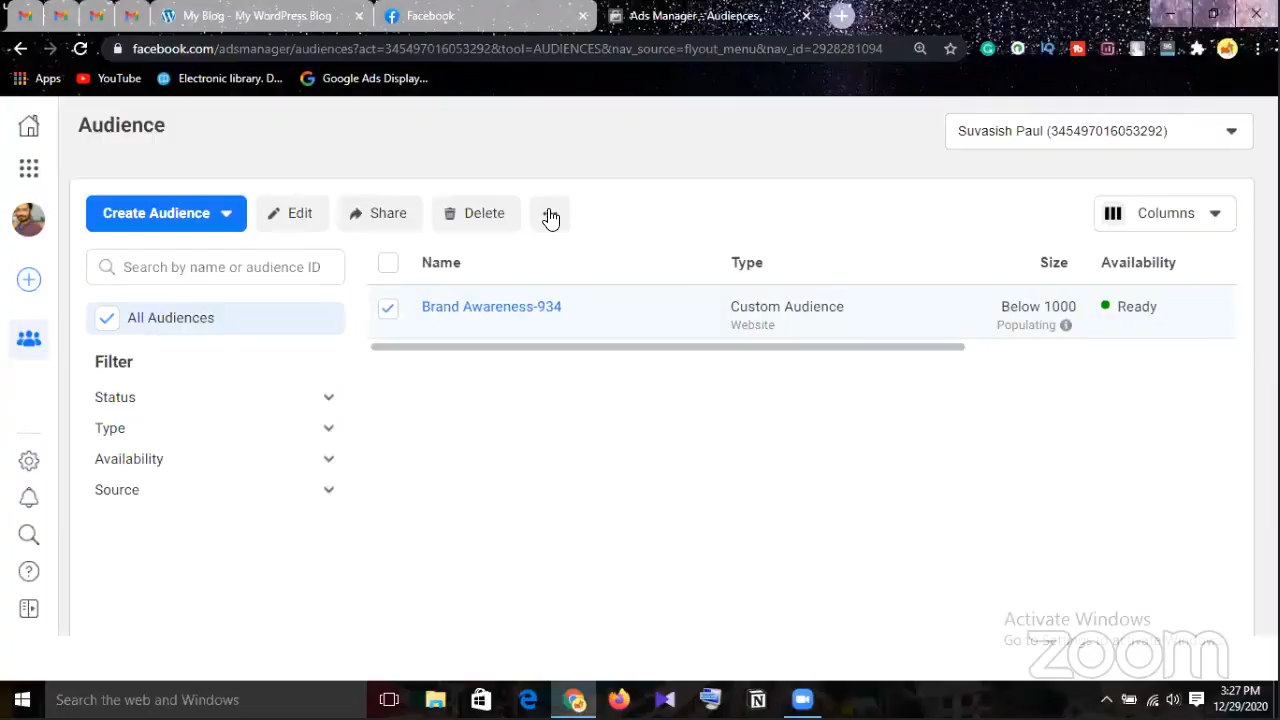 My Blog - My WordPress Blog
Facebook
Ads Manager - Audiences
facebook.com/adsmanager/audiences?act=345497016053292&tool=AUDIENCES&nav_source=flyout_menu&nav_id=2928281094
Apps
YouTube
Electronic library. D...
Google Ads Display...
Audience
Suvasish Paul (345497016053292)
Create Audience
Edit
Share
Delete
Columns
Search by name or audience ID
Name
Type
Size
Availability
All Audiences
Brand Awareness-934
Custom Audience
Below 1000
Ready
Website
Populating
Filter
Status
Type
Availability
Source
Activate Windows
Go to Settings
zoom
Search the web and Windows
3:27 PM
12/29/2020